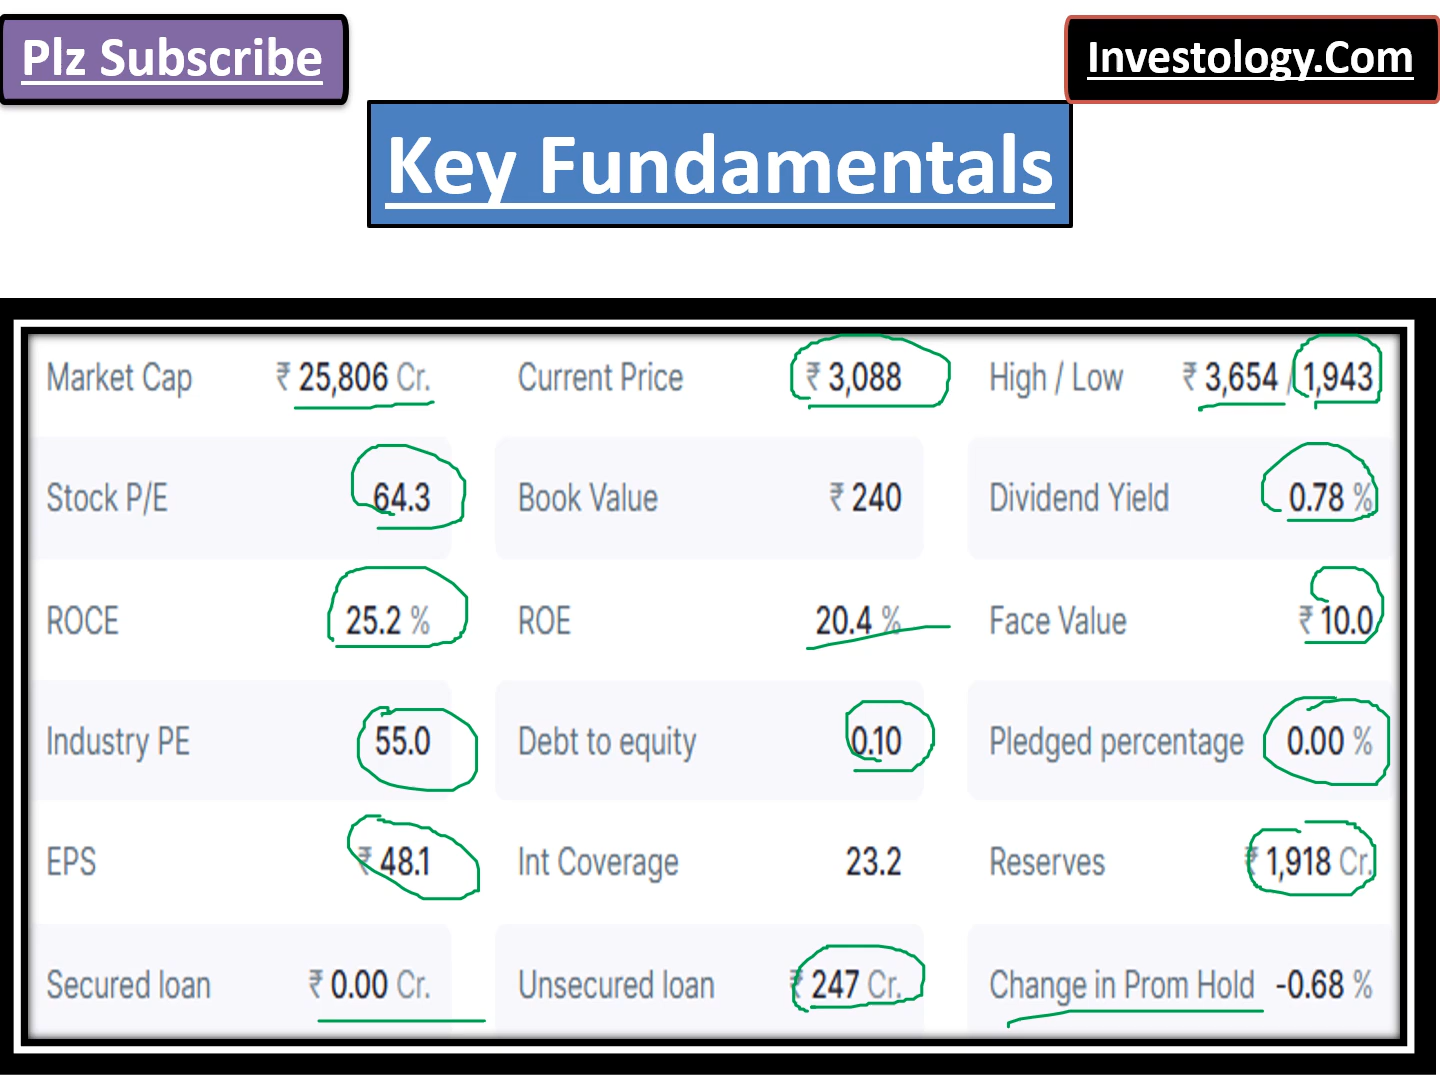 Plz Subscribe
Investology.Com
Key Fundamentals
Market Cap ₹ 25,806 Cr. Current Price ₹ 3,088 High / Low ₹ 3,654 / 1,943
Stock P/E 64.3 Book Value ₹ 240 Dividend Yield 0.78 %
ROCE 25.2 % ROE 20.4 % Face Value ₹ 10.0
Industry PE 55.0 Debt to equity 0.10 Pledged percentage 0.00 %
EPS ₹ 48.1 Int Coverage 23.2 Reserves ₹ 1,918 Cr.
Secured loan ₹ 0.00 Cr. Unsecured loan ₹ 247 Cr. Change in Prom Hold -0.68 %